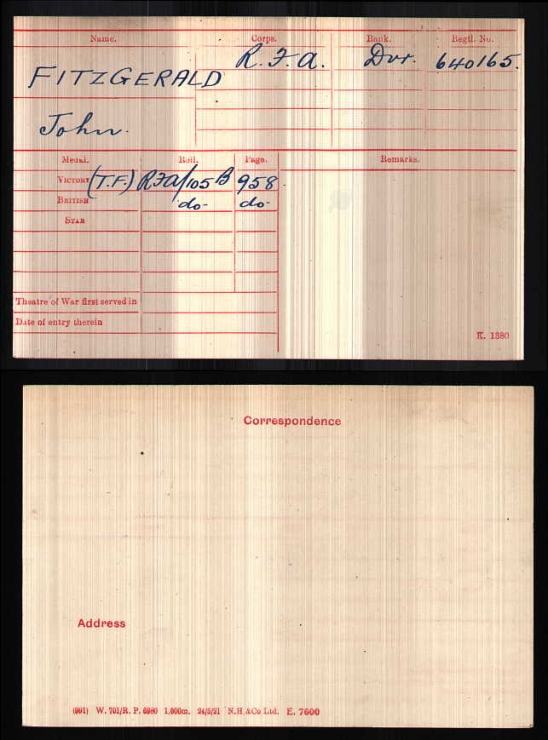 Name. Corps. Rank. Regtl. No.
FITZGERALD R.F.A. Dvr. 640165.
John.
Medal. Roll. Page. Remarks.
VICTORY (T.F.) RFA/105 B 958.
BRITISH do- do-
STAR
Theatre of War first served in
Date of entry therein
K. 1380
Correspondence
Address
(991) W. 701/R. P. 6980 1,500m. 24/5/21 N.H.&Co Ltd. E. 7600